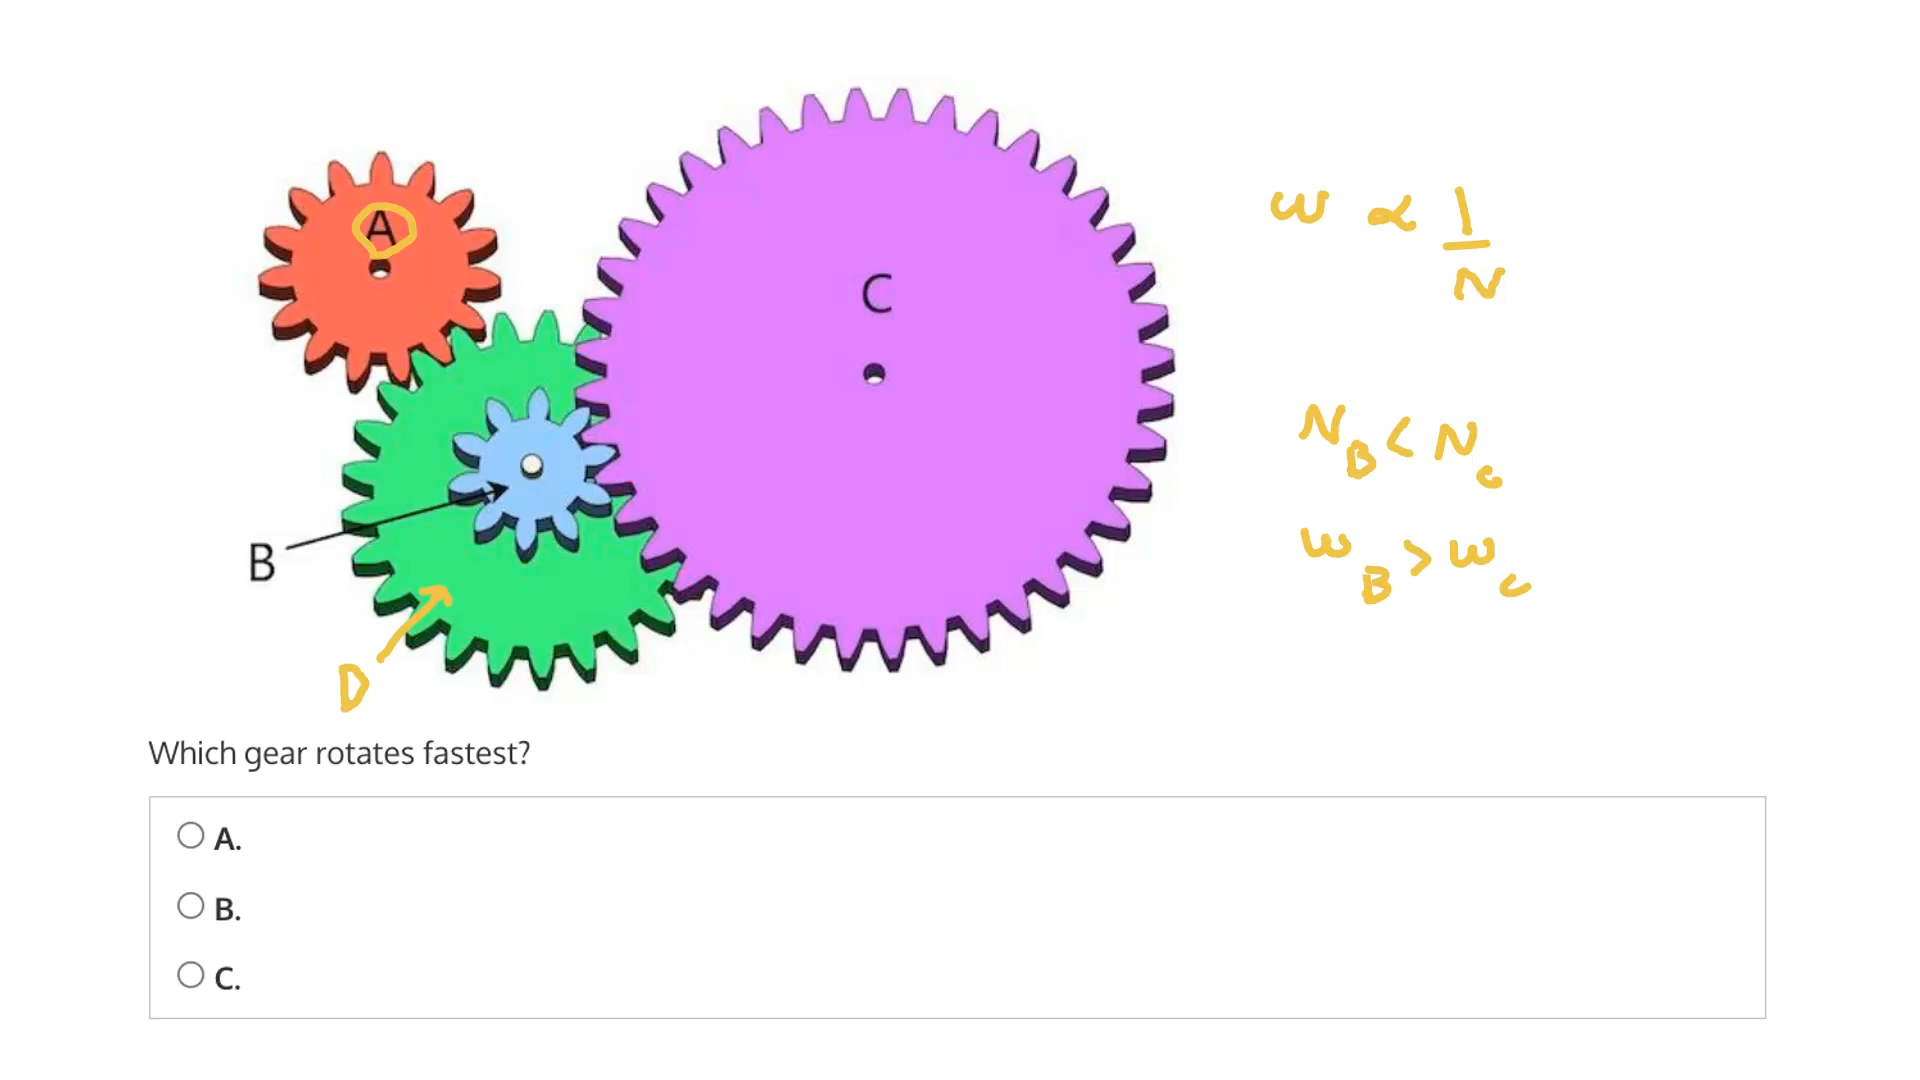 A
C
B
D
ω ∝ 1/N
N_B < N_C
ω_B > ω_C
Which gear rotates fastest?
A.
B.
C.